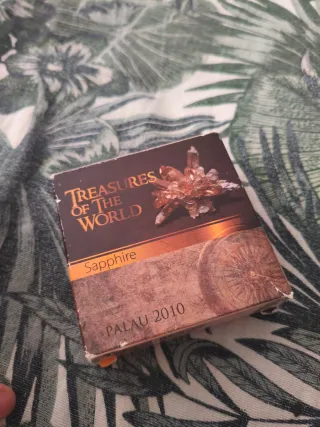 TREASURES
OF THE
WORLD
Sapphire
PALAU 2010